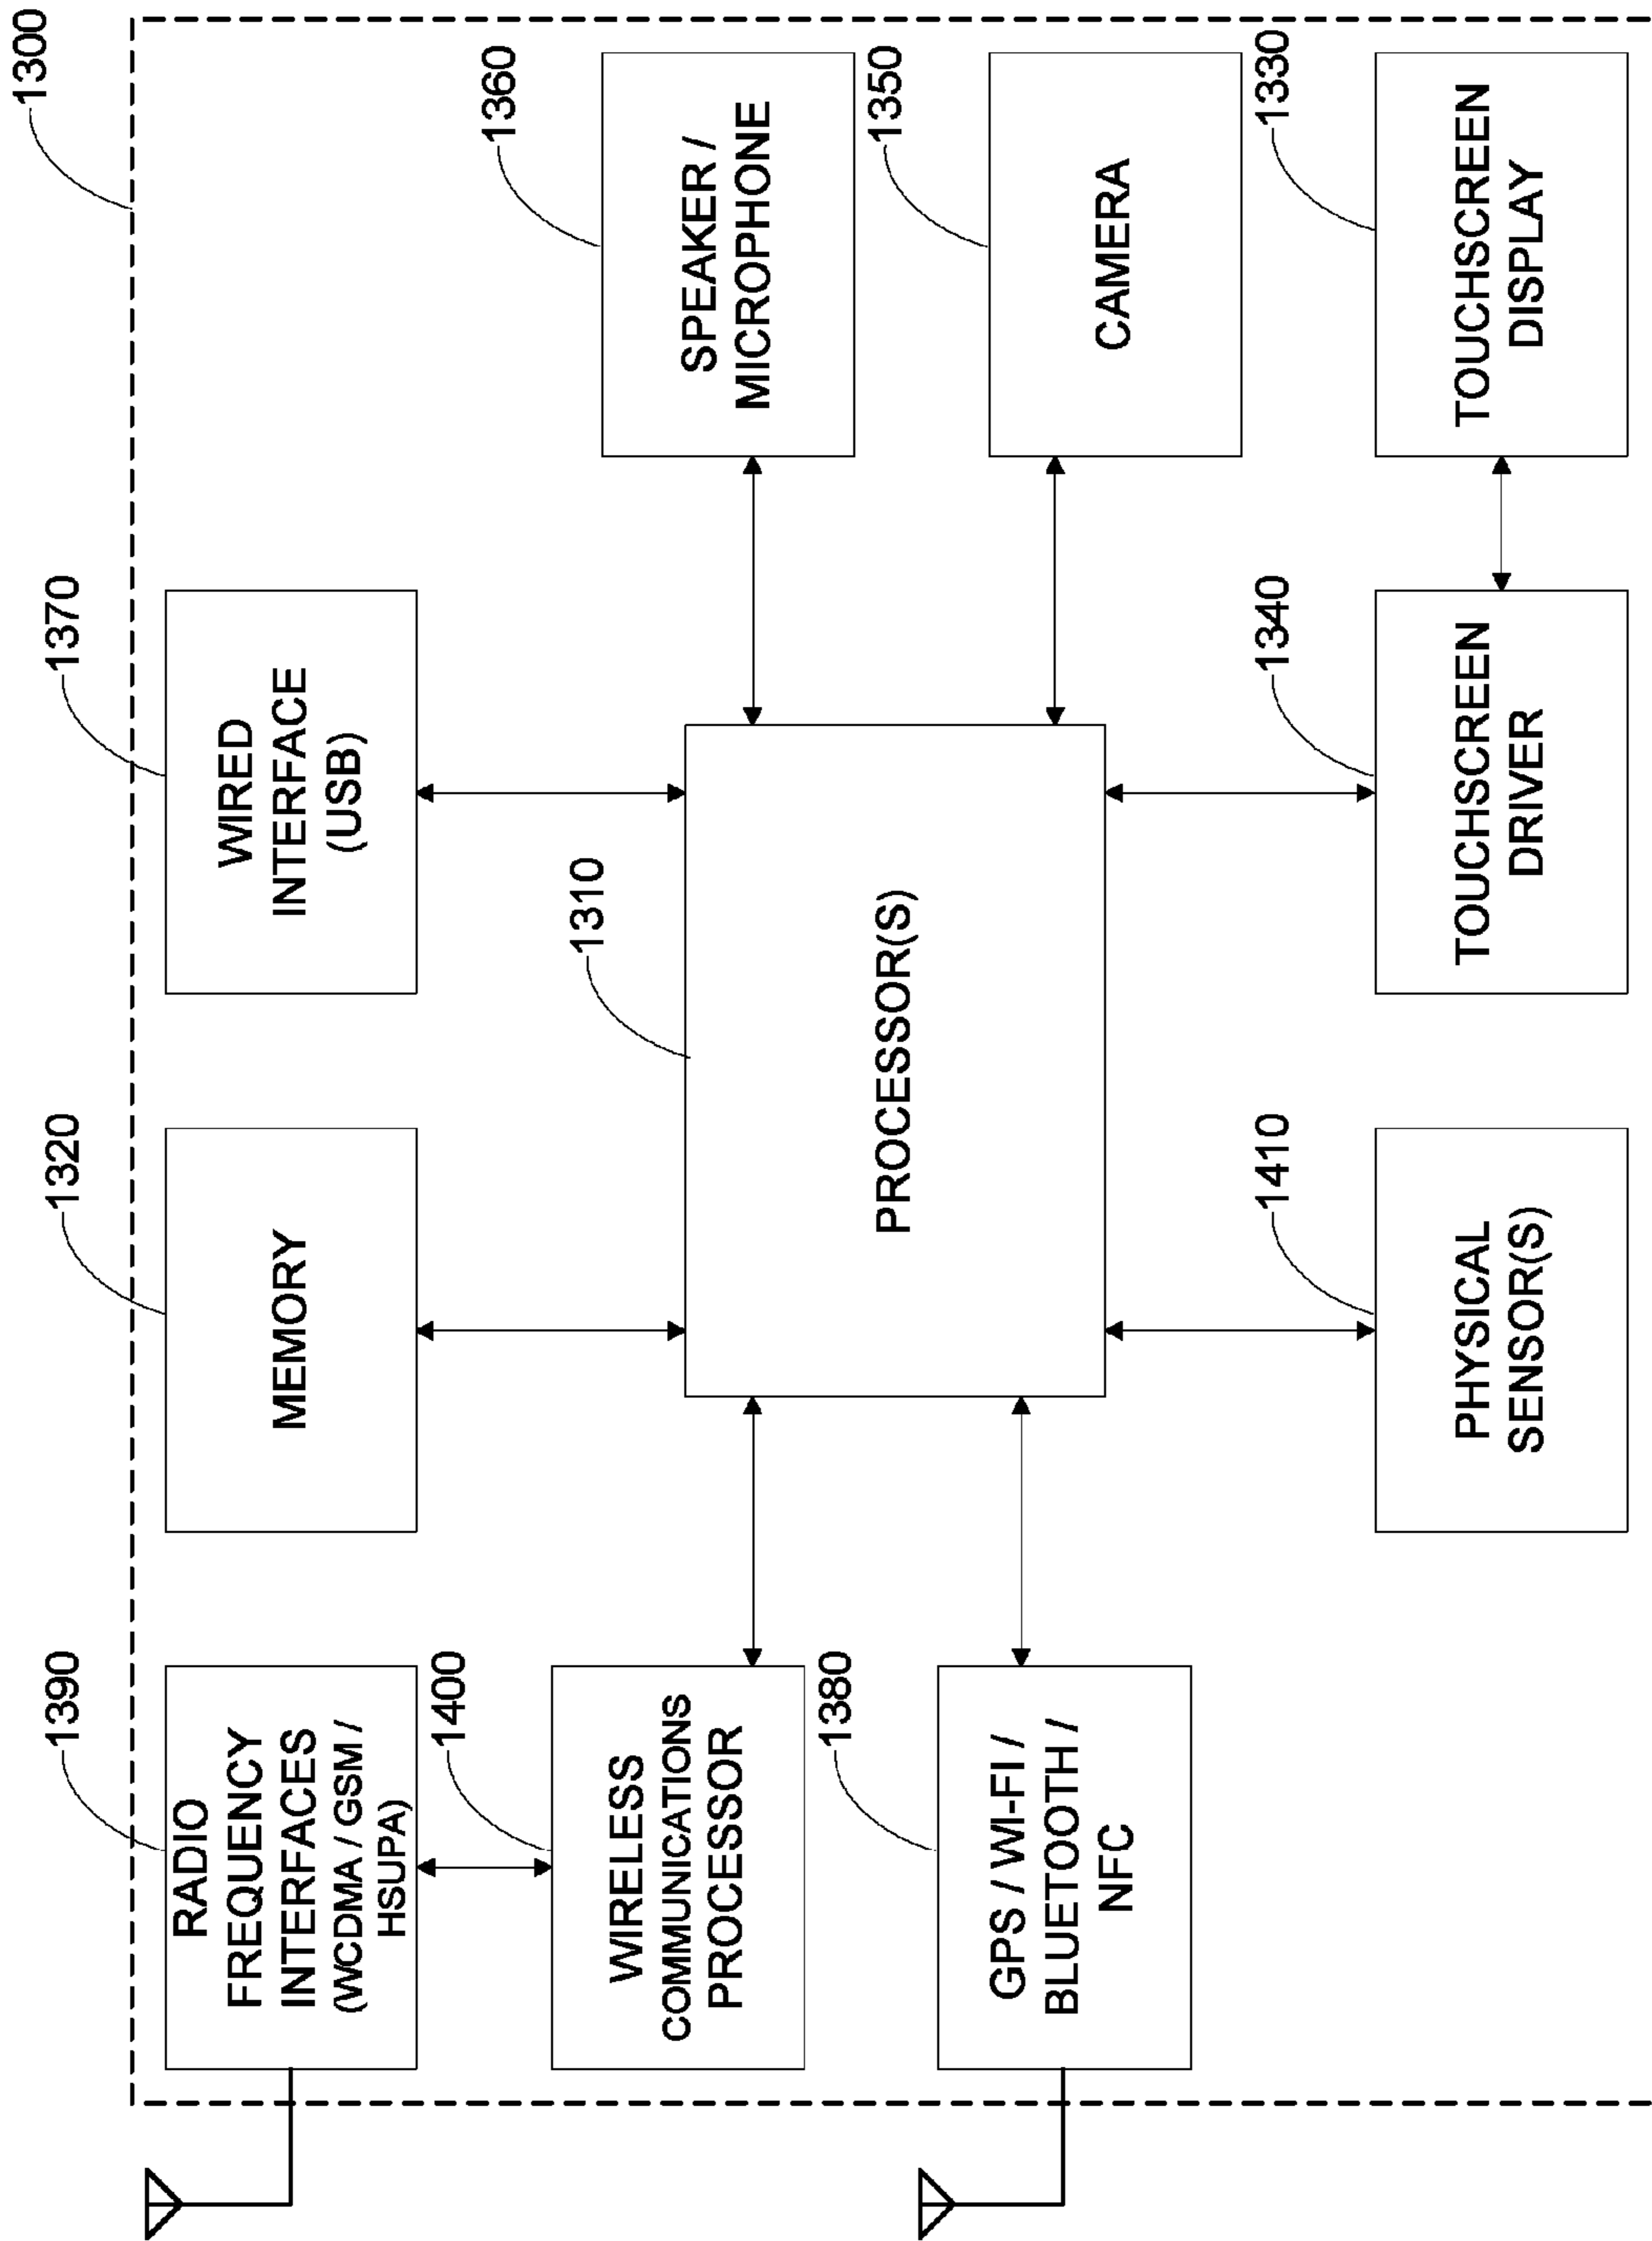 1300
1390
RADIO
FREQUENCY
INTERFACES
(WCDMA / GSM /
HSUPA)
1320
MEMORY
1370
WIRED
INTERFACE
(USB)
1400
WIRELESS
COMMUNICATIONS
PROCESSOR
1310
PROCESSOR(S)
1360
SPEAKER /
MICROPHONE
1380
GPS / WI-FI /
BLUETOOTH /
NFC
1350
CAMERA
1410
PHYSICAL
SENSOR(S)
1340
TOUCHSCREEN
DRIVER
1330
TOUCHSCREEN
DISPLAY